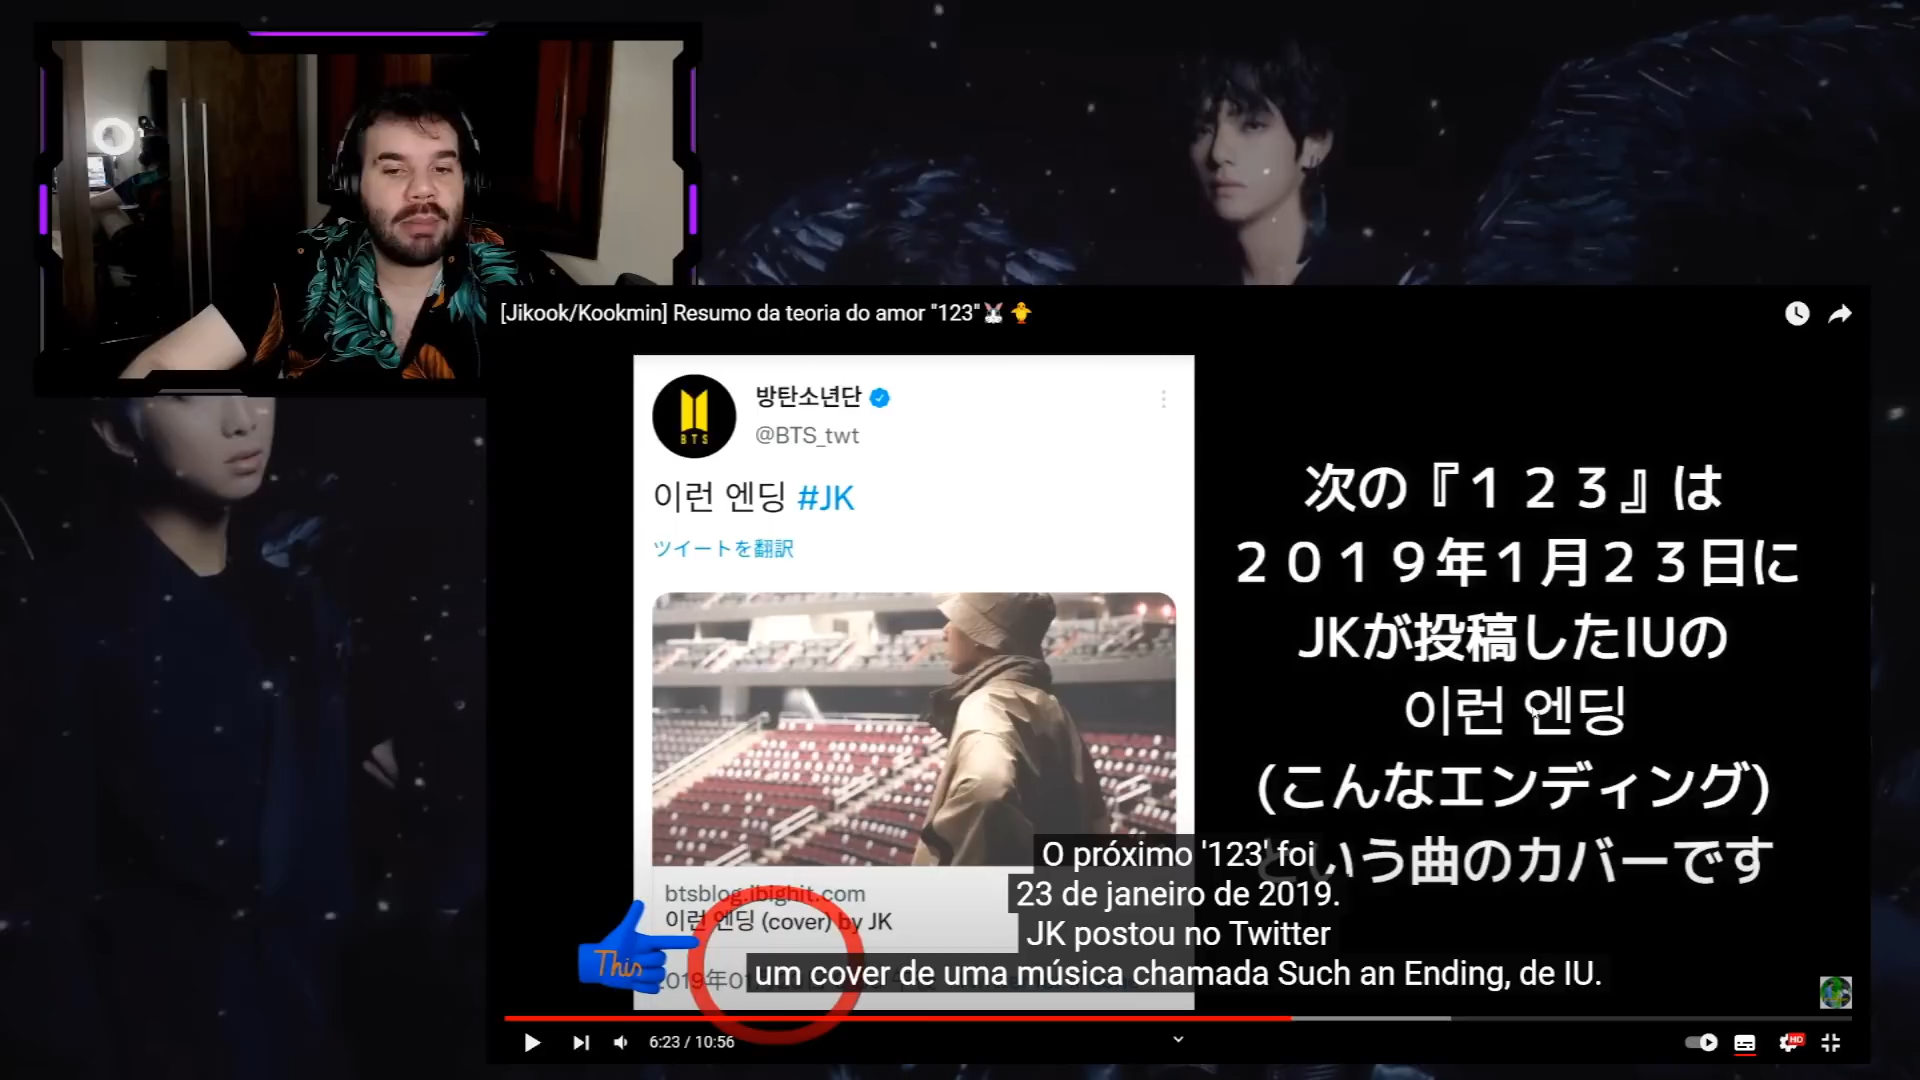 [Jikook/Kookmin] Resumo da teoria do amor "123"
BTS
방탄소년단
@BTS_twt
이런 엔딩 #JK
ツイートを翻訳
btsblog.ibighit.com
이런 엔딩 (cover) by JK
This
次の『１２３』は
２０１９年１月２３日に
JKが投稿したIUの
이런 엔딩
(こんなエンディング)
という曲のカバーです
O próximo '123' foi
23 de janeiro de 2019.
JK postou no Twitter
um cover de uma música chamada Such an Ending, de IU.
6:23 / 10:56
HD